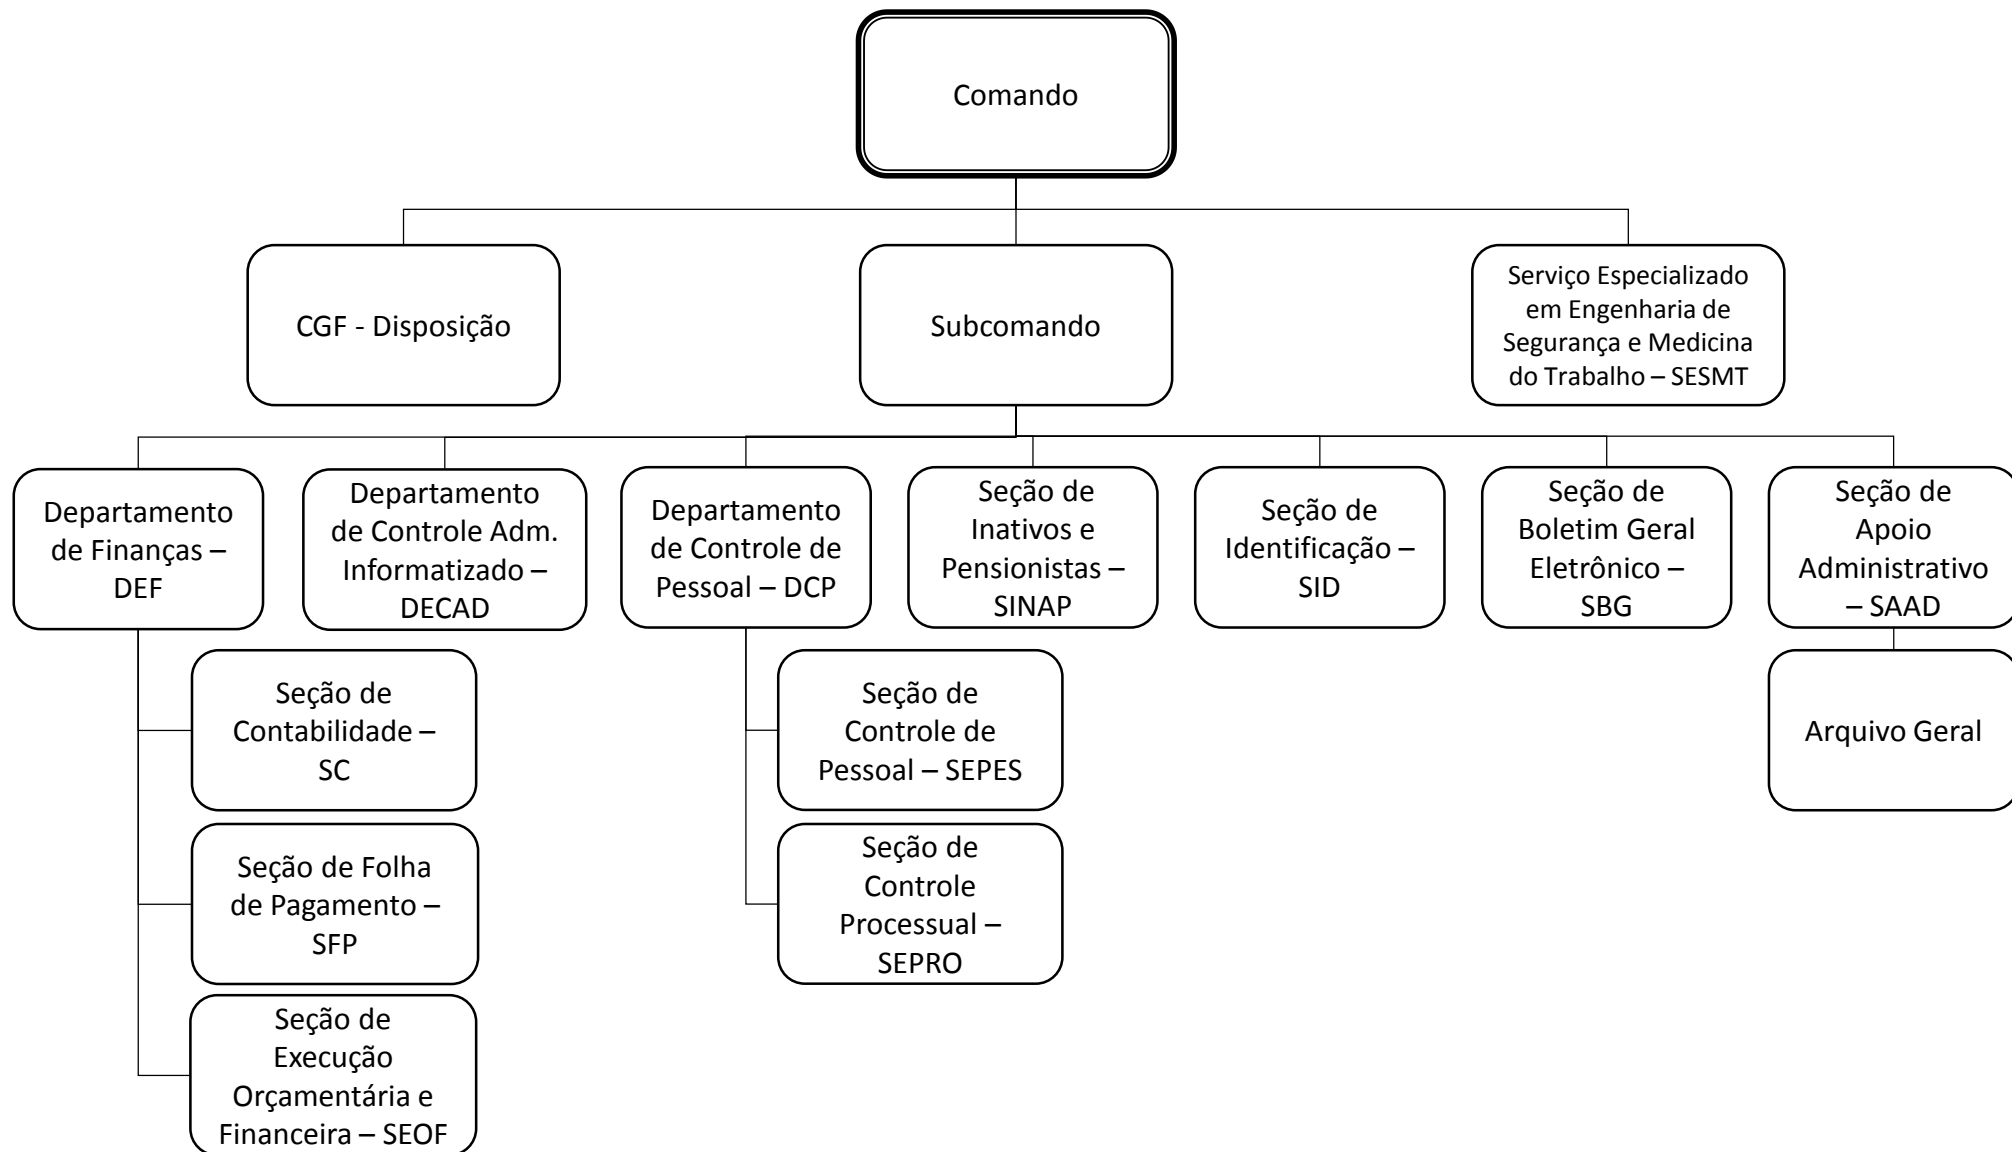 Comando
CGF - Disposição
Subcomando
Serviço Especializado
em Engenharia de
Segurança e Medicina
do Trabalho – SESMT
Departamento
de Finanças –
DEF
Departamento
de Controle Adm.
Informatizado –
DECAD
Departamento
de Controle de
Pessoal – DCP
Seção de
Inativos e
Pensionistas –
SINAP
Seção de
Identificação –
SID
Seção de
Boletim Geral
Eletrônico –
SBG
Seção de
Apoio
Administrativo
– SAAD
Seção de
Contabilidade –
SC
Seção de
Controle de
Pessoal – SEPES
Arquivo Geral
Seção de Folha
de Pagamento –
SFP
Seção de
Controle
Processual –
SEPRO
Seção de
Execução
Orçamentária e
Financeira – SEOF